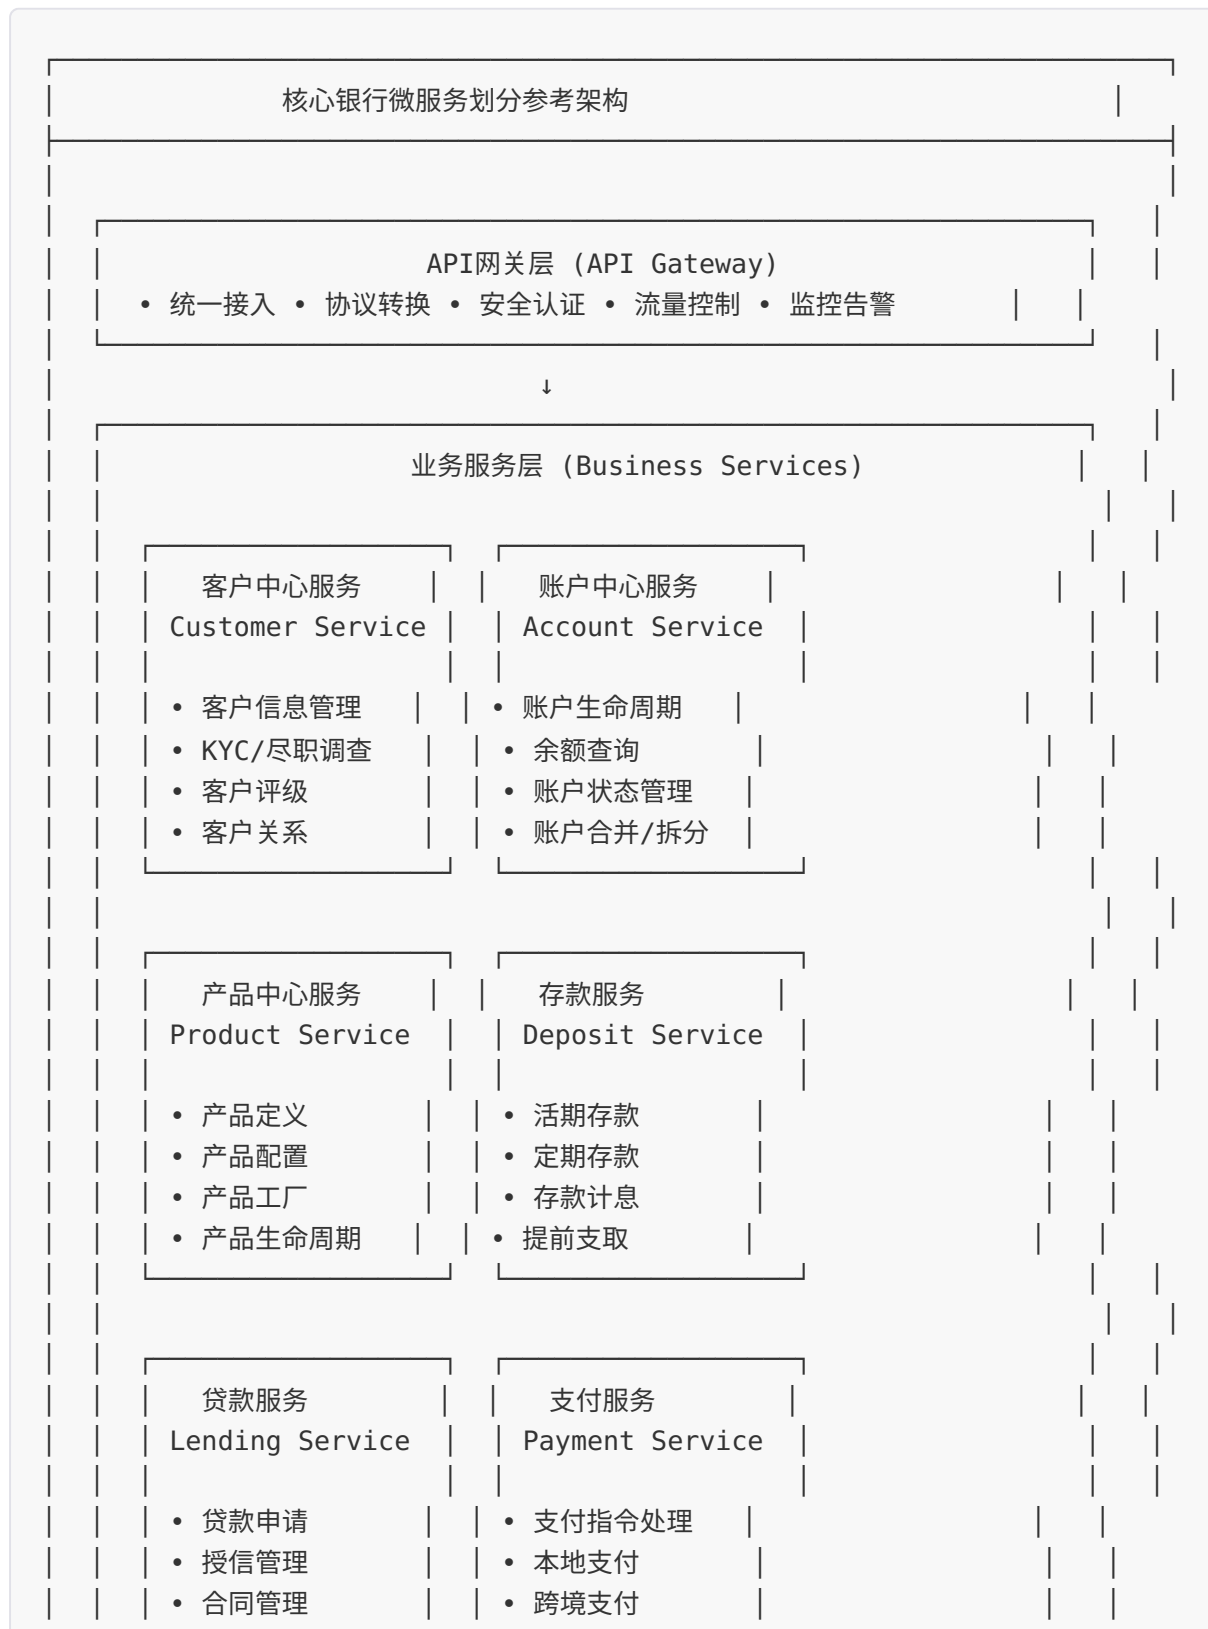 核心银行微服务划分参考架构
API网关层 (API Gateway)
• 统一接入 • 协议转换 • 安全认证 • 流量控制 • 监控告警
↓
业务服务层 (Business Services)
客户中心服务 账户中心服务
Customer Service Account Service
• 客户信息管理 • 账户生命周期
• KYC/尽职调查 • 余额查询
• 客户评级 • 账户状态管理
• 客户关系 • 账户合并/拆分
产品中心服务 存款服务
Product Service Deposit Service
• 产品定义 • 活期存款
• 产品配置 • 定期存款
• 产品工厂 • 存款计息
• 产品生命周期 • 提前支取
贷款服务 支付服务
Lending Service Payment Service
• 贷款申请 • 支付指令处理
• 授信管理 • 本地支付
• 合同管理 • 跨境支付